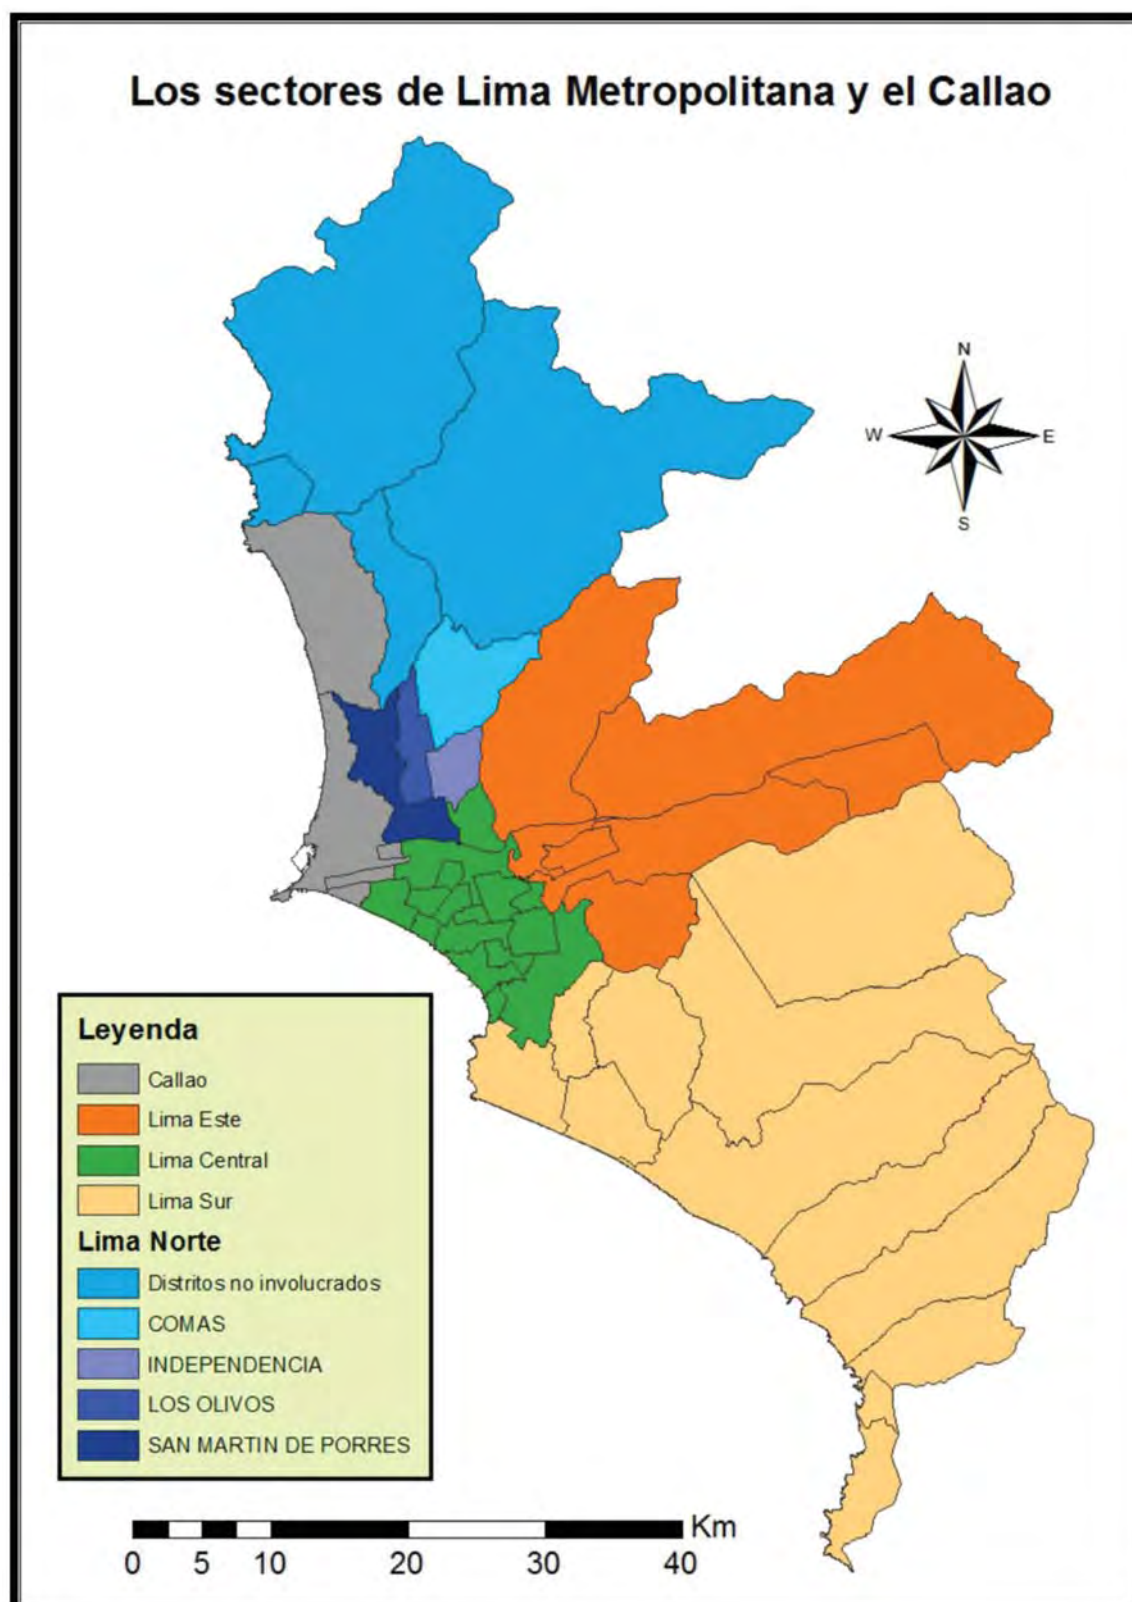 Los sectores de Lima Metropolitana y el Callao
N
W
E
S
Leyenda
Callao
Lima Este
Lima Central
Lima Sur
Lima Norte
Distritos no involucrados
COMAS
INDEPENDENCIA
LOS OLIVOS
SAN MARTIN DE PORRES
Km
0 5 10 20 30 40